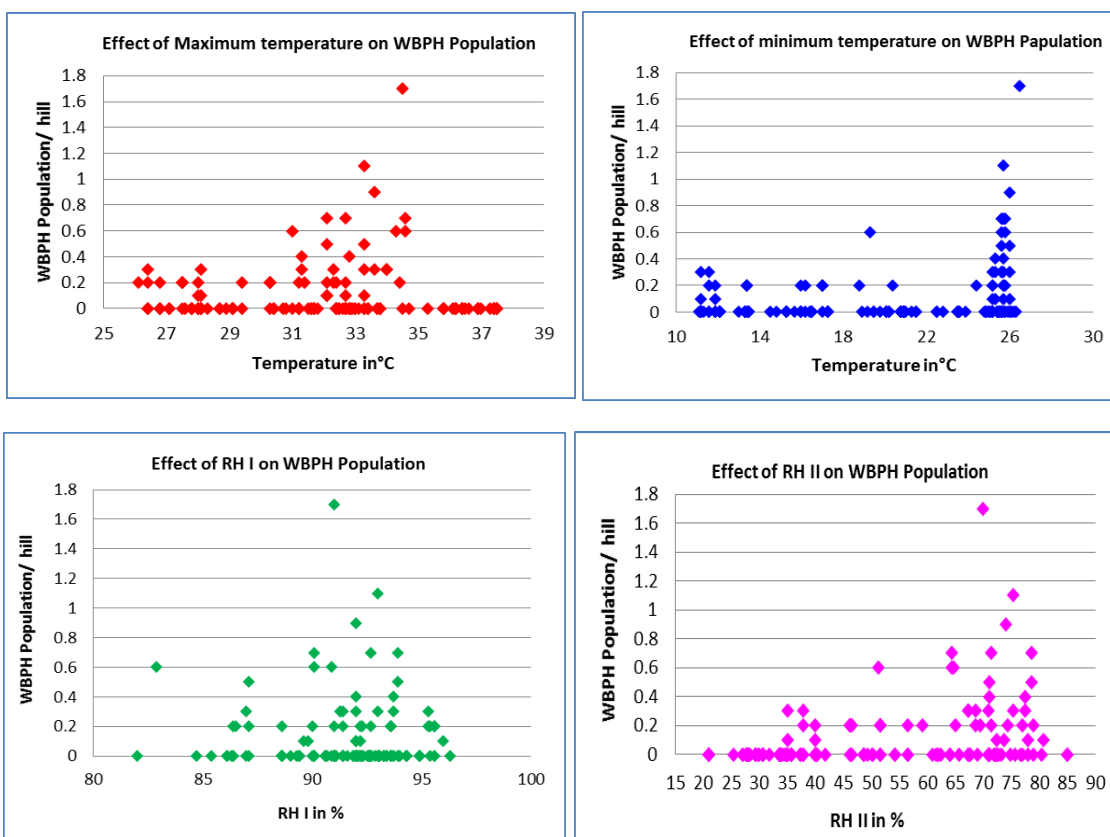 Effect of Maximum temperature on WBPH Population
WBPH Population/ hill
1.8
1.6
1.4
1.2
1
0.8
0.6
0.4
0.2
0
25 27 29 31 33 35 37 39
Temperature in°C
Effect of minimum temperature on WBPH Papulation
WBPH Population/ hill
1.8
1.6
1.4
1.2
1
0.8
0.6
0.4
0.2
0
10 14 18 22 26 30
Temperature in°C
Effect of RH I on WBPH Population
WBPH Population/ hill
1.8
1.6
1.4
1.2
1
0.8
0.6
0.4
0.2
0
80 85 90 95 100
RH I in %
Effect of RH II on WBPH Population
WBPH Population/ hill
1.8
1.6
1.4
1.2
1
0.8
0.6
0.4
0.2
0
15 20 25 30 35 40 45 50 55 60 65 70 75 80 85 90
RH II in %